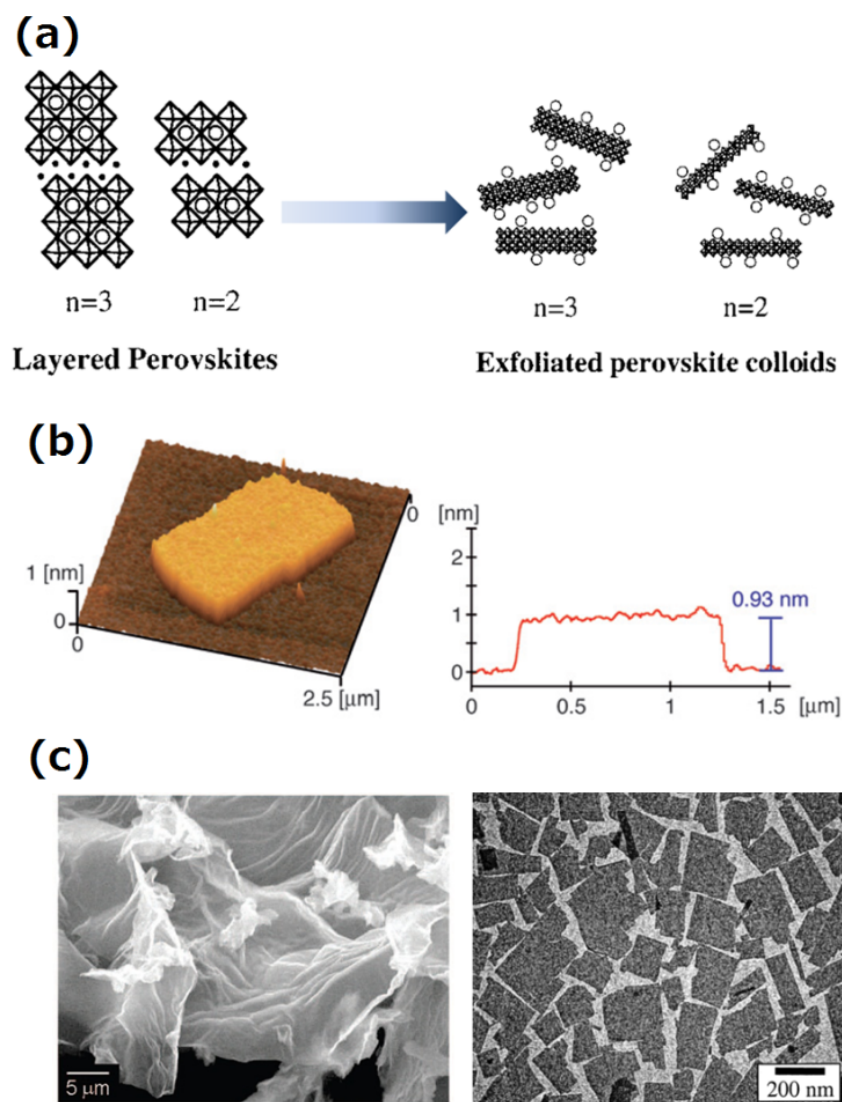 (a)
n=3 n=2
n=3 n=2
Layered Perovskites
Exfoliated perovskite colloids
(b)
1 [nm]
0
0
2.5 [μm]
0
[nm]
2
1
0
0.93 nm
0 0.5 1 1.5 [μm]
(c)
5 μm
200 nm